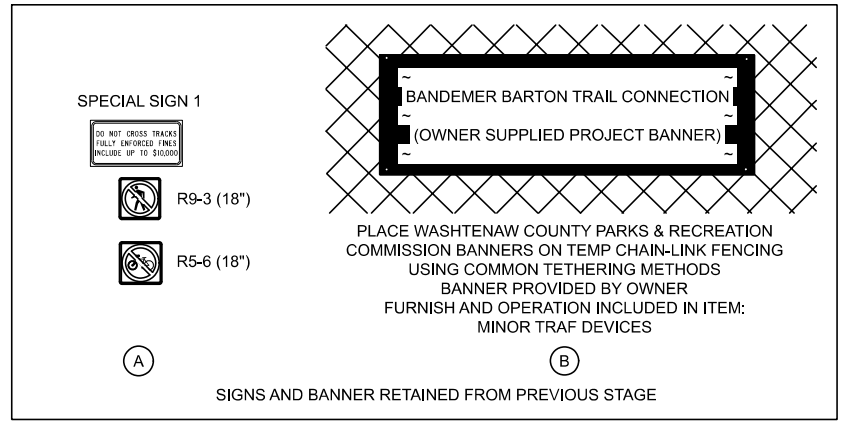 SPECIAL SIGN 1
DO NOT CROSS TRACKS
FULLY ENFORCED FINES
INCLUDE UP TO $10,000
R9-3 (18")
R5-6 (18")
A
~ ~
BANDEMER BARTON TRAIL CONNECTION
~ ~
(OWNER SUPPLIED PROJECT BANNER)
~ ~
PLACE WASHTENAW COUNTY PARKS & RECREATION
COMMISSION BANNERS ON TEMP CHAIN-LINK FENCING
USING COMMON TETHERING METHODS
BANNER PROVIDED BY OWNER
FURNISH AND OPERATION INCLUDED IN ITEM:
MINOR TRAF DEVICES
B
SIGNS AND BANNER RETAINED FROM PREVIOUS STAGE